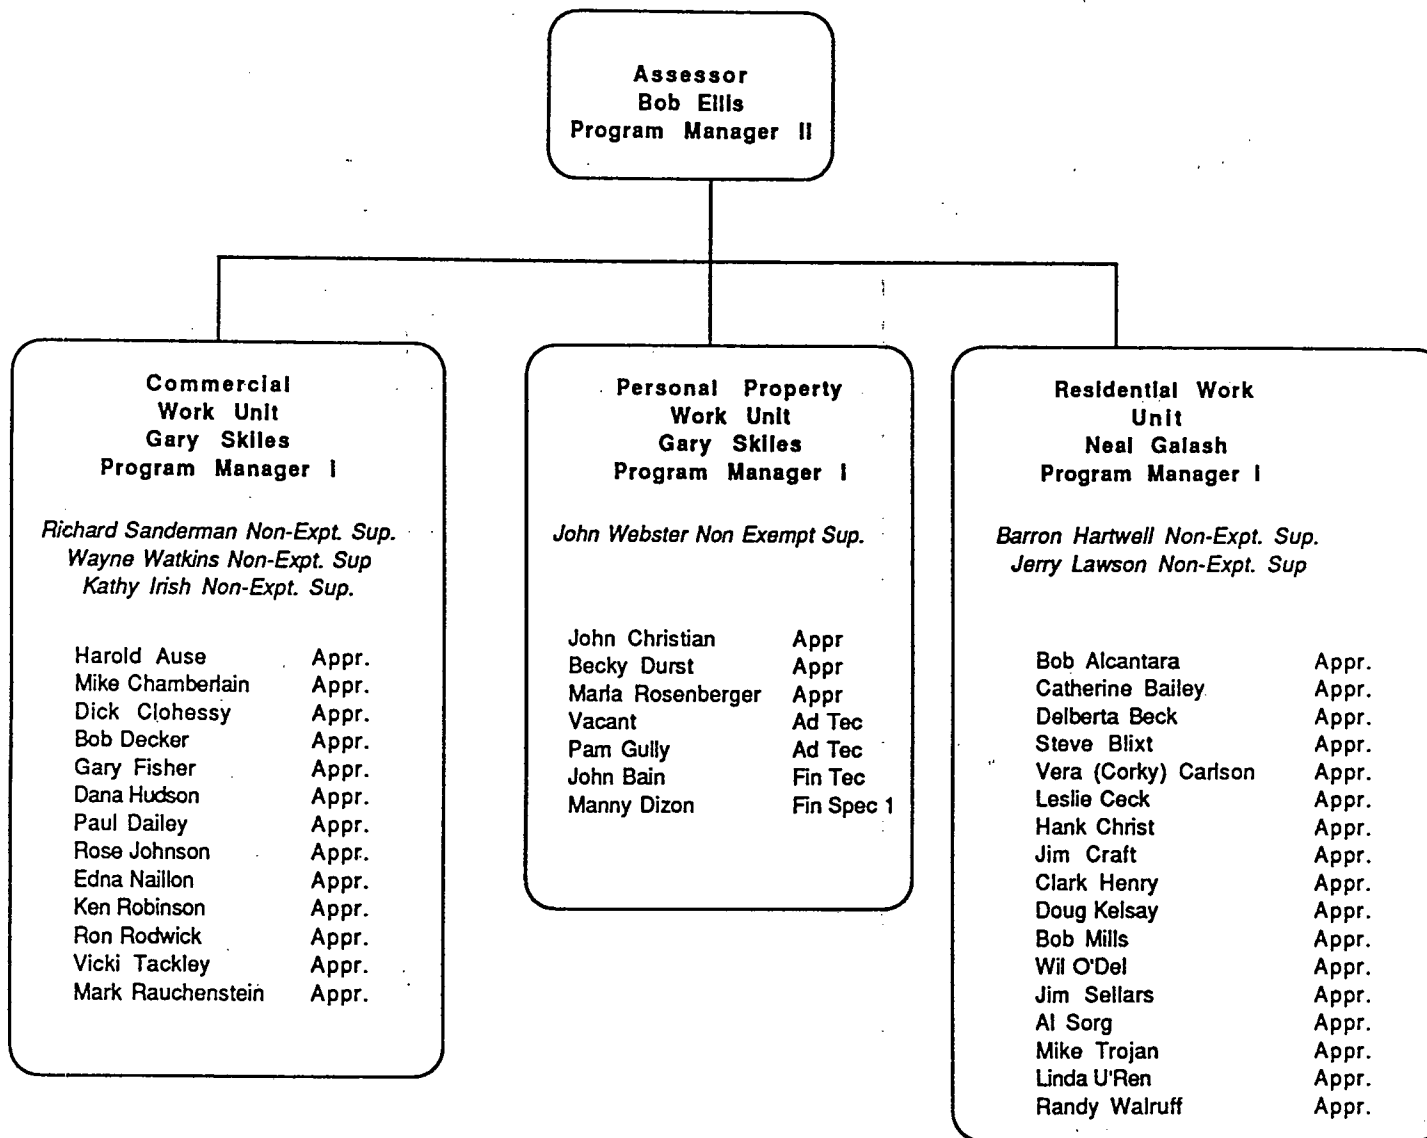 Assessor
Bob Ellis
Program Manager II
Commercial
Work Unit
Gary Skiles
Program Manager I
Richard Sanderman Non-Expt. Sup.
Wayne Watkins Non-Expt. Sup
Kathy Irish Non-Expt. Sup.
Harold Ause Appr.
Mike Chamberlain Appr.
Dick Clohessy Appr.
Bob Decker Appr.
Gary Fisher Appr.
Dana Hudson Appr.
Paul Dailey Appr.
Rose Johnson Appr.
Edna Naillon Appr.
Ken Robinson Appr.
Ron Rodwick Appr.
Vicki Tackley Appr.
Mark Rauchenstein Appr.
Personal Property
Work Unit
Gary Skiles
Program Manager I
John Webster Non Exempt Sup.
John Christian Appr
Becky Durst Appr
Marla Rosenberger Appr
Vacant Ad Tec
Pam Gully Ad Tec
John Bain Fin Tec
Manny Dizon Fin Spec 1
Residential Work
Unit
Neal Galash
Program Manager I
Barron Hartwell Non-Expt. Sup.
Jerry Lawson Non-Expt. Sup
Bob Alcantara Appr.
Catherine Bailey Appr.
Delberta Beck Appr.
Steve Blixt Appr.
Vera (Corky) Carlson Appr.
Leslie Ceck Appr.
Hank Christ Appr.
Jim Craft Appr.
Clark Henry Appr.
Doug Kelsay Appr.
Bob Mills Appr.
Wil O'Del Appr.
Jim Sellars Appr.
Al Sorg Appr.
Mike Trojan Appr.
Linda U'Ren Appr.
Randy Walruff Appr.